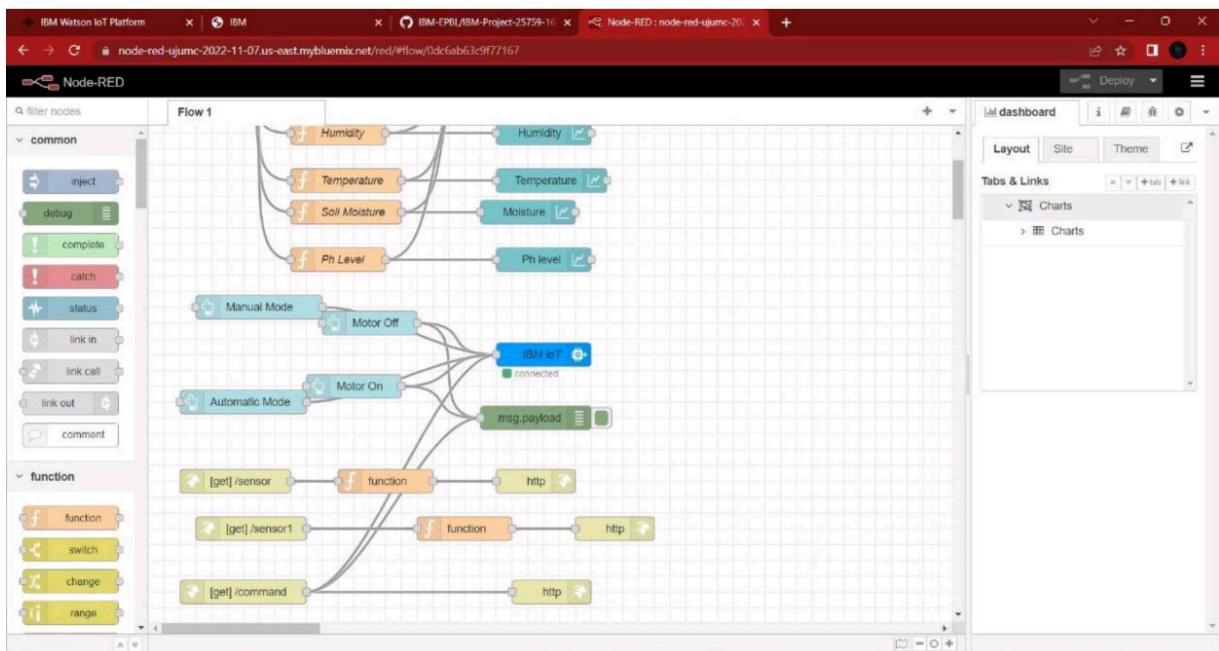 IBM Watson IoT Platform
IBM
IBM-EPBL/IBM-Project-25759-16
Node-RED : node-red-ujumc-202
node-red-ujumc-2022-11-07.us-east.mybluemix.net/red/#flow/0dc6ab63c9f77167
Node-RED
Deploy
filter nodes
Flow 1
dashboard
common
Humidity
Humidity
Layout
Site
Theme
inject
Temperature
Temperature
Tabs & Links
tab
link
debug
Soil Moisture
Moisture
Charts
complete
Ph Level
Ph level
Charts
catch
status
Manual Mode
Motor Off
link in
IBM IoT
link call
connected
Motor On
link out
Automatic Mode
msg.payload
comment
function
[get] /sensor
function
http
function
[get] /sensor1
function
http
switch
change
[get] /command
http
range